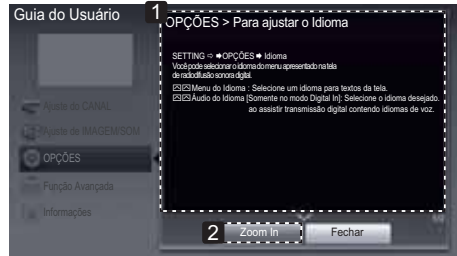 Guia do Usuário
1
OPÇÕES > Para ajustar o Idioma
SETTING ⇨ ➡OPÇÕES ➡ Idioma
Você pode selecionar o idioma do menu apresentado na tela
de radiodifusão sonora digital.
Menu do Idioma : Selecione um idioma para textos da tela.
Áudio do Idioma [Somente no modo Digital In]: Selecione o idioma desejado.
ao assistir transmissão digital contendo idiomas de voz.
Ajuste do CANAL
Ajuste de IMAGEM/SOM
OPÇÕES
Função Avançada
Informações
2
Zoom In
Fechar